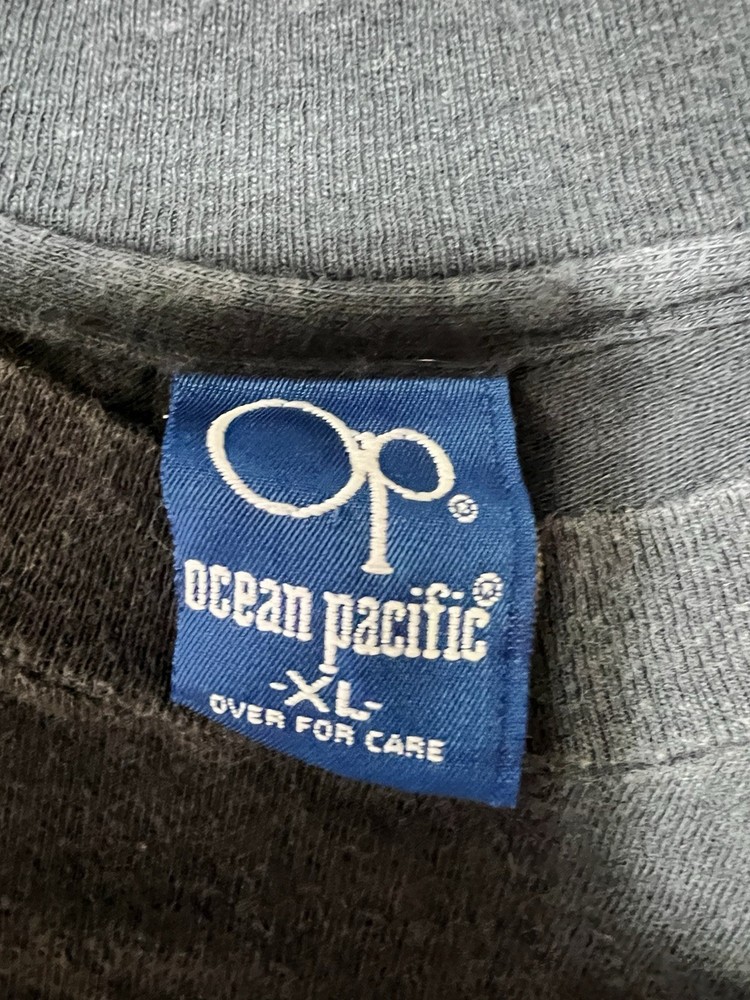 Op®
ocean pacific®
-XL-
OVER FOR CARE